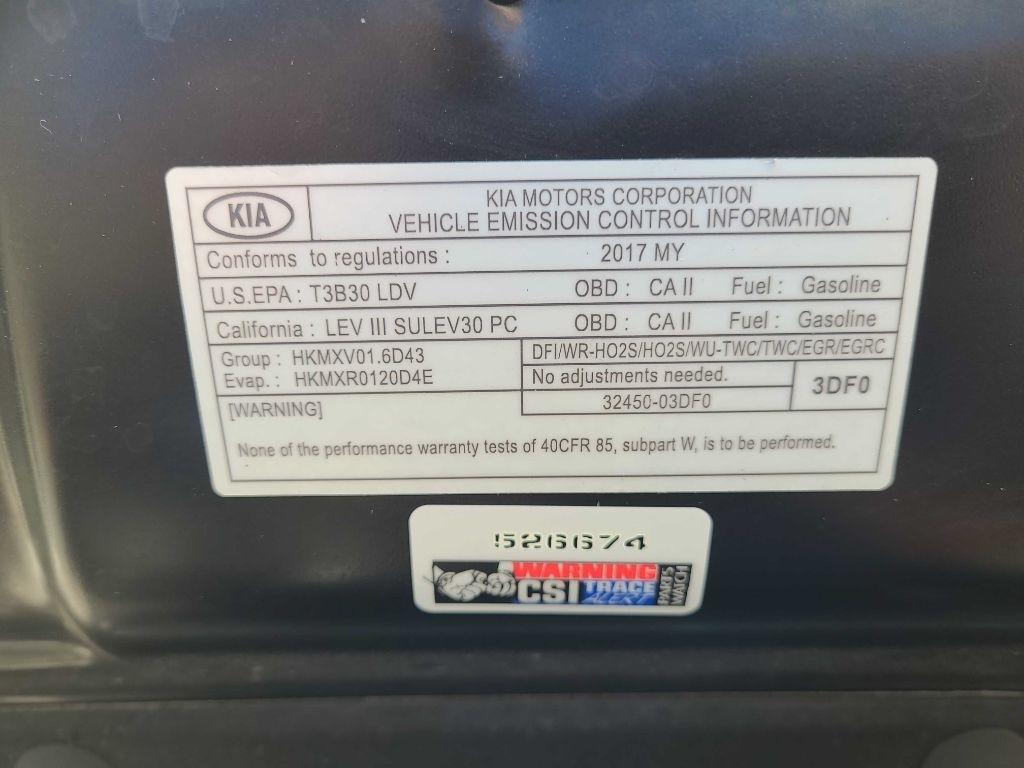 KIA
KIA MOTORS CORPORATION
VEHICLE EMISSION CONTROL INFORMATION
Conforms to regulations : 2017 MY
U.S.EPA : T3B30 LDV OBD : CA II Fuel : Gasoline
California : LEV III SULEV30 PC OBD : CA II Fuel : Gasoline
Group : HKMXV01.6D43
Evap. : HKMXR0120D4E
DFI/WR-HO2S/HO2S/WU-TWC/TWC/EGR/EGRC
No adjustments needed.
32450-03DF0
3DF0
[WARNING]
None of the performance warranty tests of 40CFR 85, subpart W, is to be performed.
526674
WARNING
CSI TRACE
ALERT
PARTS
MATCH